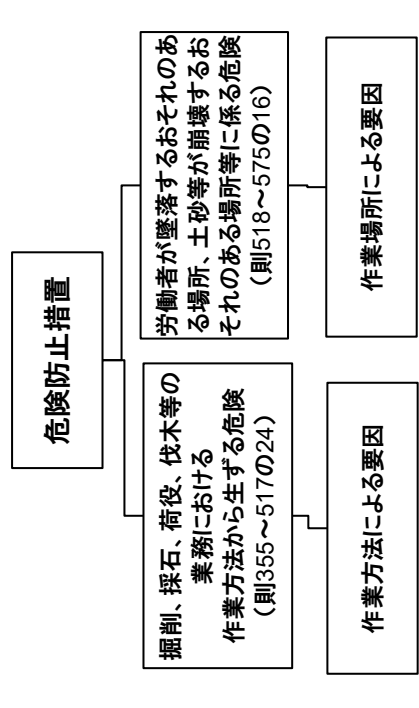 危険防止措置
掘削、採石、荷役、伐木等の
業務における
作業方法から生ずる危険
（則355～517の24）
労働者が墜落するおそれのあ
る場所、土砂等が崩壊するお
それのある場所等に係る危険
（則518～575の16）
作業方法による要因
作業場所による要因